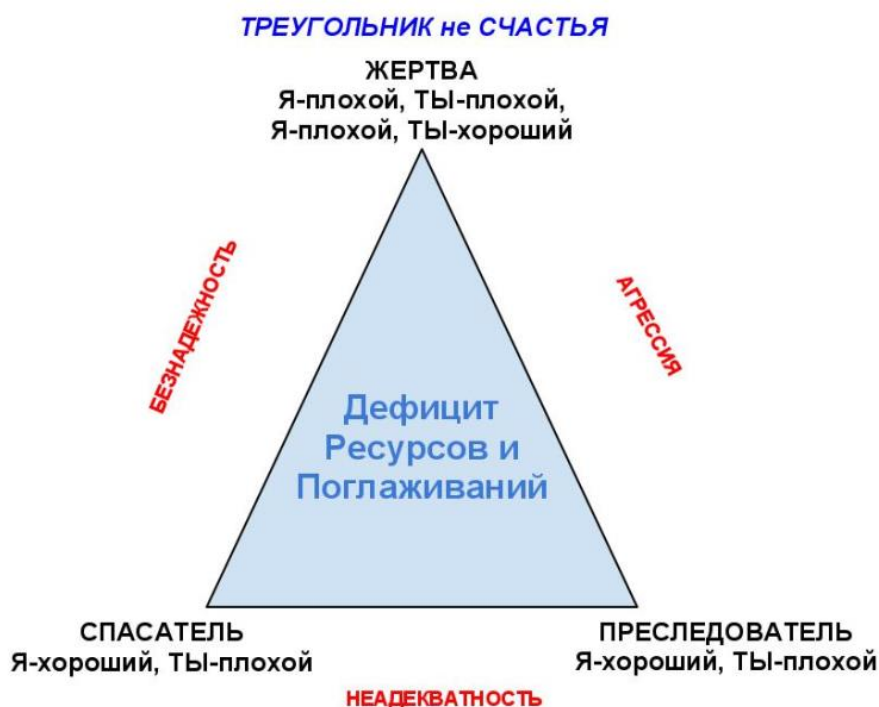 ТРЕУГОЛЬНИК не СЧАСТЬЯ
ЖЕРТВА
Я-плохой, ТЫ-плохой,
Я-плохой, ТЫ-хороший
БЕЗНАДЕЖНОСТЬ
АГРЕССИЯ
Дефицит
Ресурсов и
Поглаживаний
СПАСАТЕЛЬ
Я-хороший, ТЫ-плохой
ПРЕСЛЕДОВАТЕЛЬ
Я-хороший, ТЫ-плохой
НЕАДЕКВАТНОСТЬ